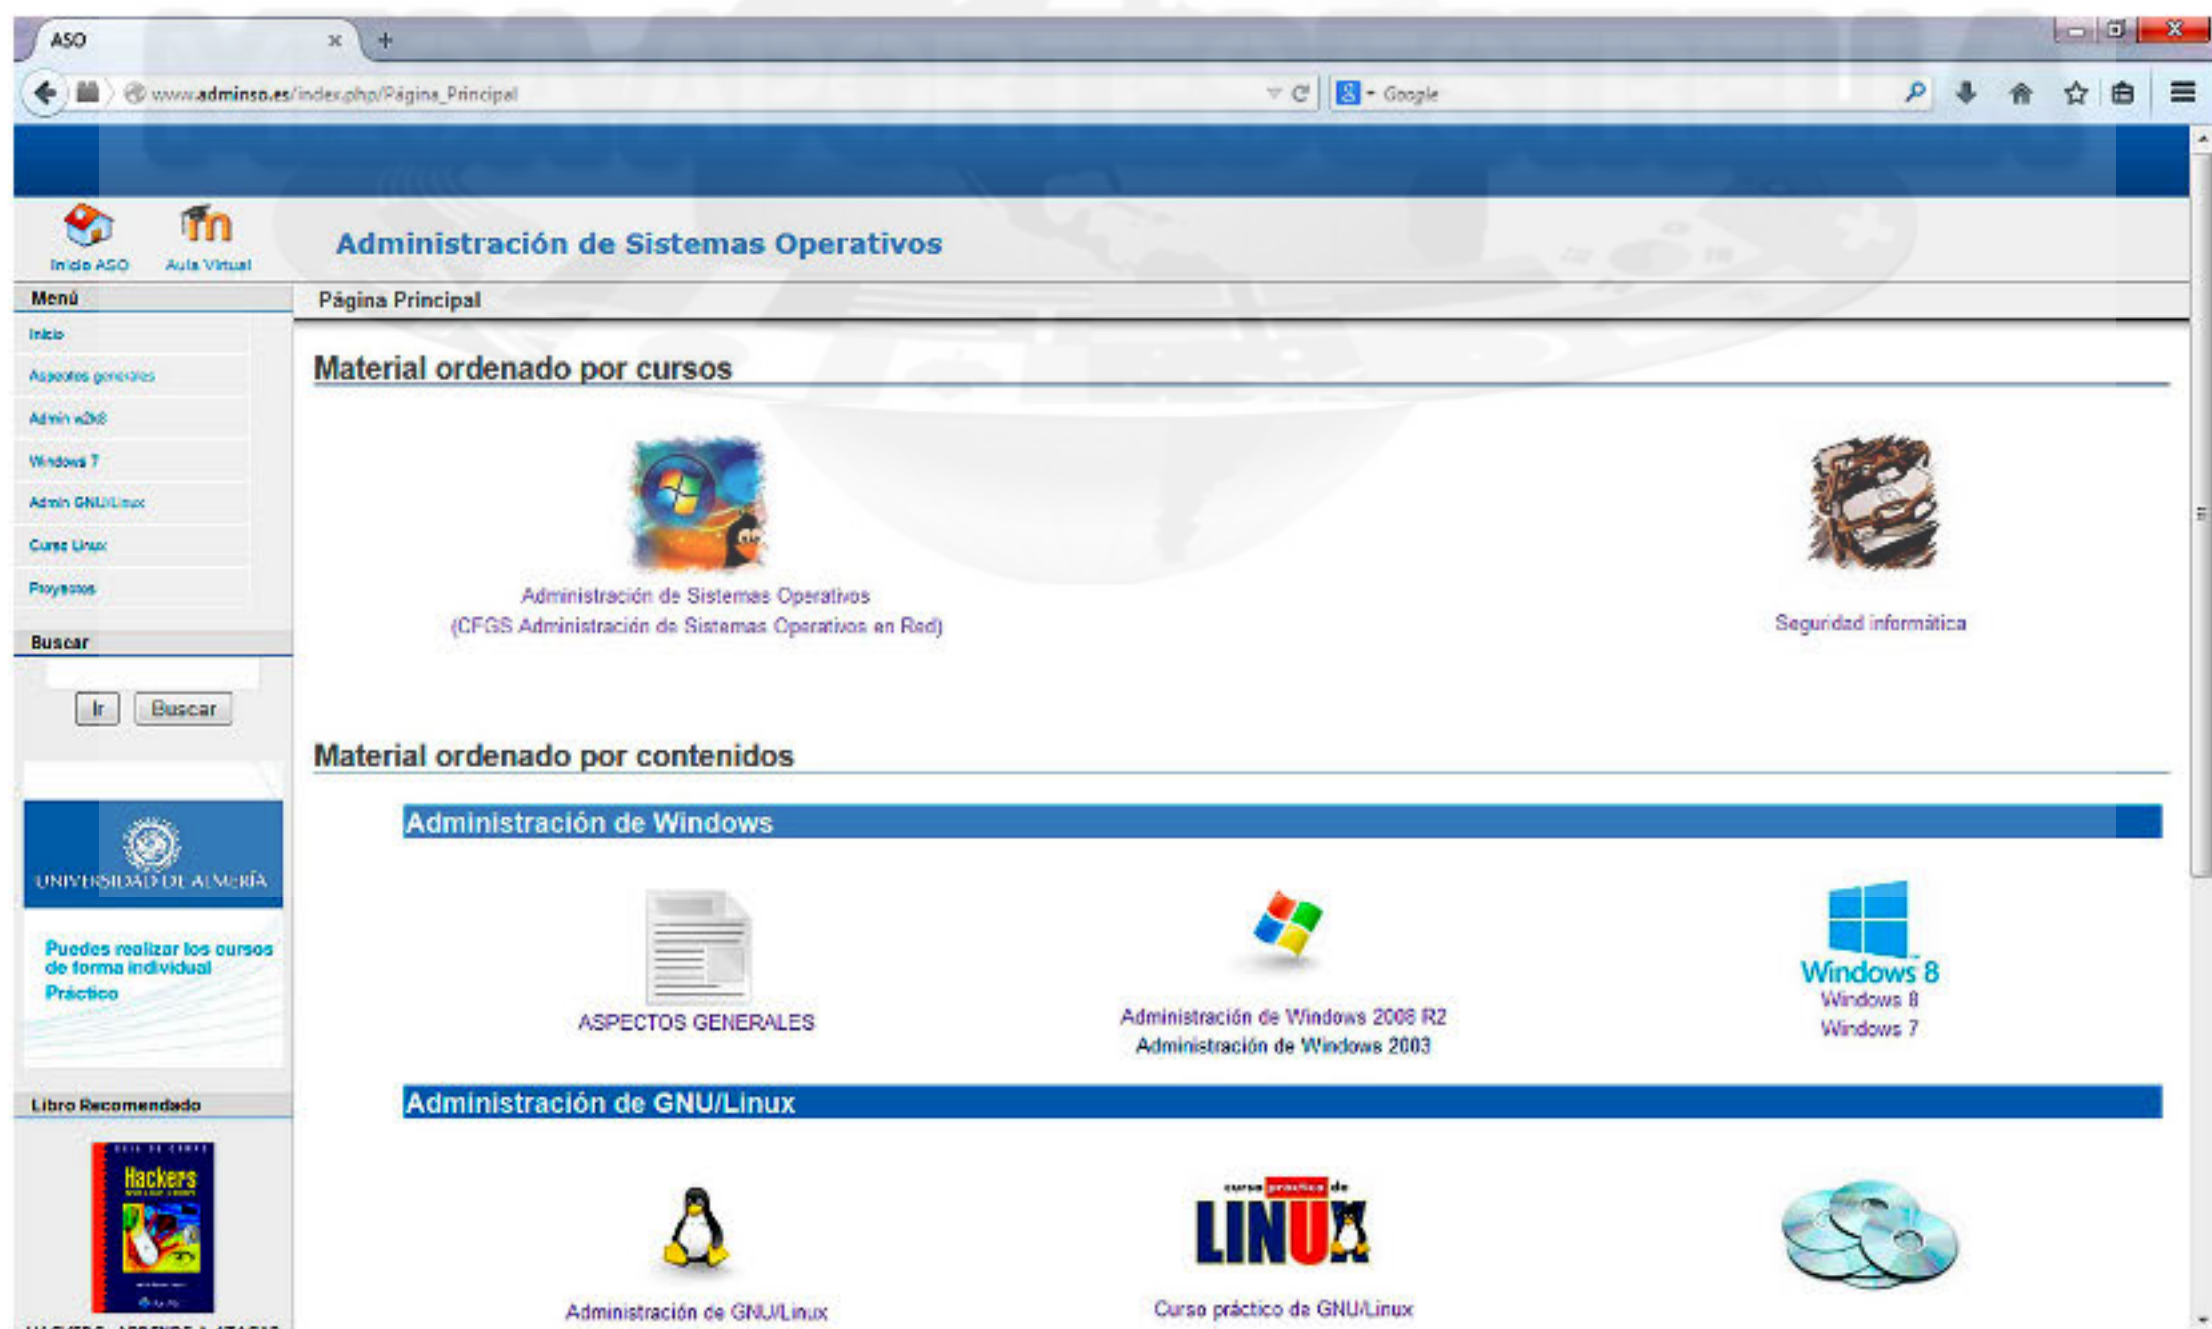 ASO
www.adminso.es/index.php/Página_Principal
Google
Inicio ASO
Aula Virtual
Administración de Sistemas Operativos
Menú
Página Principal
Inicio
Aspectos generales
Admin w2k8
Windows 7
Admin GNU/Linux
Curso Linux
Proyectos
Buscar
Ir
Buscar
UNIVERSIDAD DE ALMERÍA
Puedes realizar los cursos
de forma individual
Práctico
Libro Recomendado
GUIA DE CAMPO
Hackers
Material ordenado por cursos
Administración de Sistemas Operativos
(CFGS Administración de Sistemas Operativos en Red)
Seguridad informática
Material ordenado por contenidos
Administración de Windows
ASPECTOS GENERALES
Administración de Windows 2008 R2
Administración de Windows 2003
Windows 8
Windows 8
Windows 7
Administración de GNU/Linux
Administración de GNU/Linux
curso práctico de
LINUX
Curso práctico de GNU/Linux